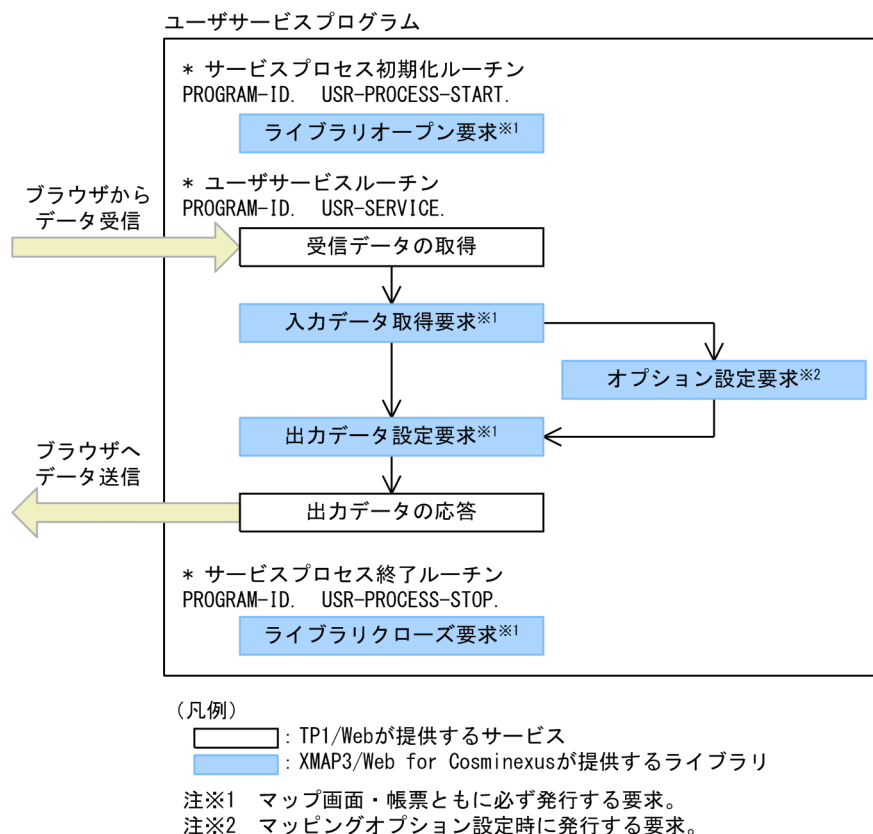 ユーザサービスプログラム
* サービスプロセス初期化ルーチン
PROGRAM-ID. USR-PROCESS-START.
ライブラリオープン要求※1
* ユーザサービスルーチン
PROGRAM-ID. USR-SERVICE.
ブラウザから
データ受信
受信データの取得
入力データ取得要求※1
オプション設定要求※2
出力データ設定要求※1
ブラウザへ
データ送信
出力データの応答
* サービスプロセス終了ルーチン
PROGRAM-ID. USR-PROCESS-STOP.
ライブラリクローズ要求※1
(凡例)
: TP1/Webが提供するサービス
: XMAP3/Web for Cosminexusが提供するライブラリ
注※1 マップ画面・帳票ともに必ず発行する要求。
注※2 マッピングオプション設定時に発行する要求。